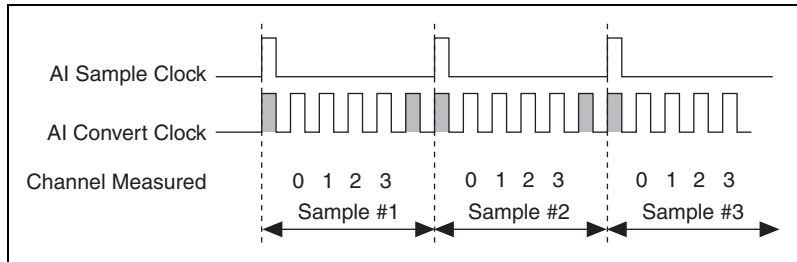 AI Sample Clock
AI Convert Clock
Channel Measured 0 1 2 3 0 1 2 3 0 1 2 3
Sample #1 Sample #2 Sample #3